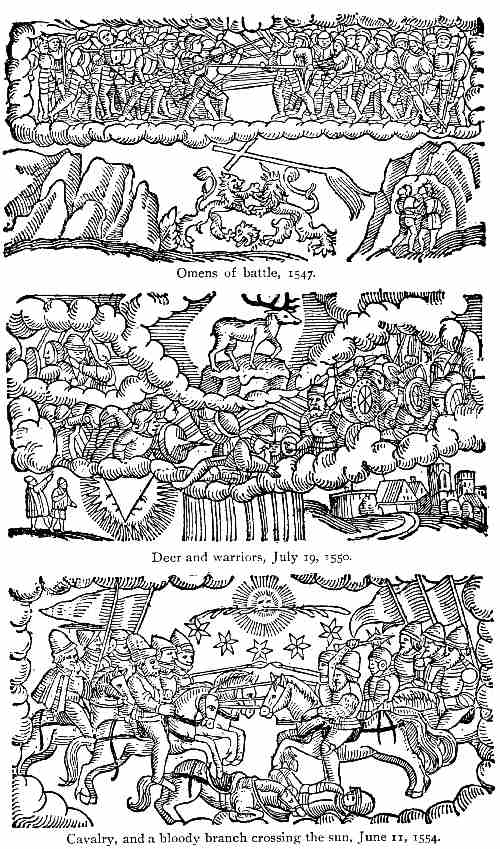 Omens of battle, 1547.
Deer and warriors, July 19, 1550.
Cavalry, and a bloody branch crossing the sun, June 11, 1554.